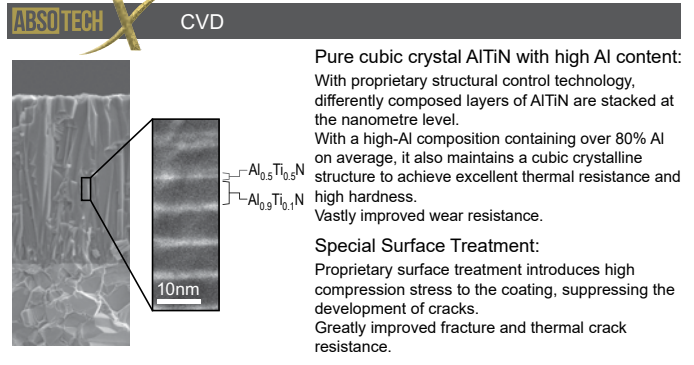 ABSOTECH X CVD
Pure cubic crystal AlTiN with high Al content:
With proprietary structural control technology,
differently composed layers of AlTiN are stacked at
the nanometre level.
With a high-Al composition containing over 80% Al
on average, it also maintains a cubic crystalline
structure to achieve excellent thermal resistance and
high hardness.
Vastly improved wear resistance.
Al0.5Ti0.5N
Al0.9Ti0.1N
10nm
Special Surface Treatment:
Proprietary surface treatment introduces high
compression stress to the coating, suppressing the
development of cracks.
Greatly improved fracture and thermal crack
resistance.